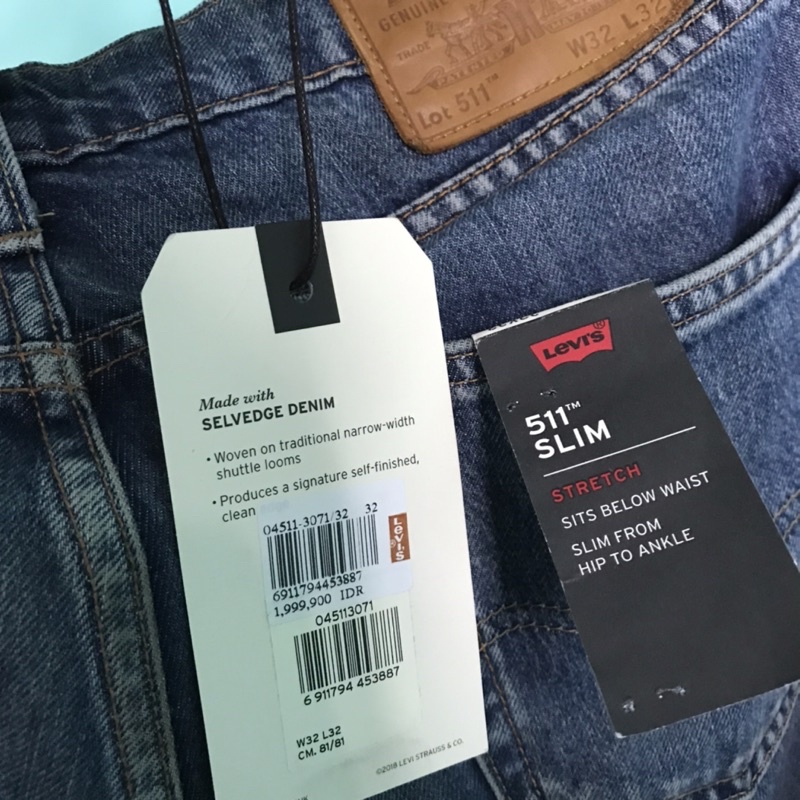 GENUINE
TRADE
W32 L32
Lot 511™
Made with
SELVEDGE DENIM
• Woven on traditional narrow-width
shuttle looms
• Produces a signature self-finished,
clean
04511-3071/32 32
Levi's
6911794453887
1,999,900 IDR
045113071
6 911794 453887
W32 L32
CM. 81/81
©2018 LEVI STRAUSS & CO.
Levi's®
511™
SLIM
STRETCH
SITS BELOW WAIST
SLIM FROM
HIP TO ANKLE